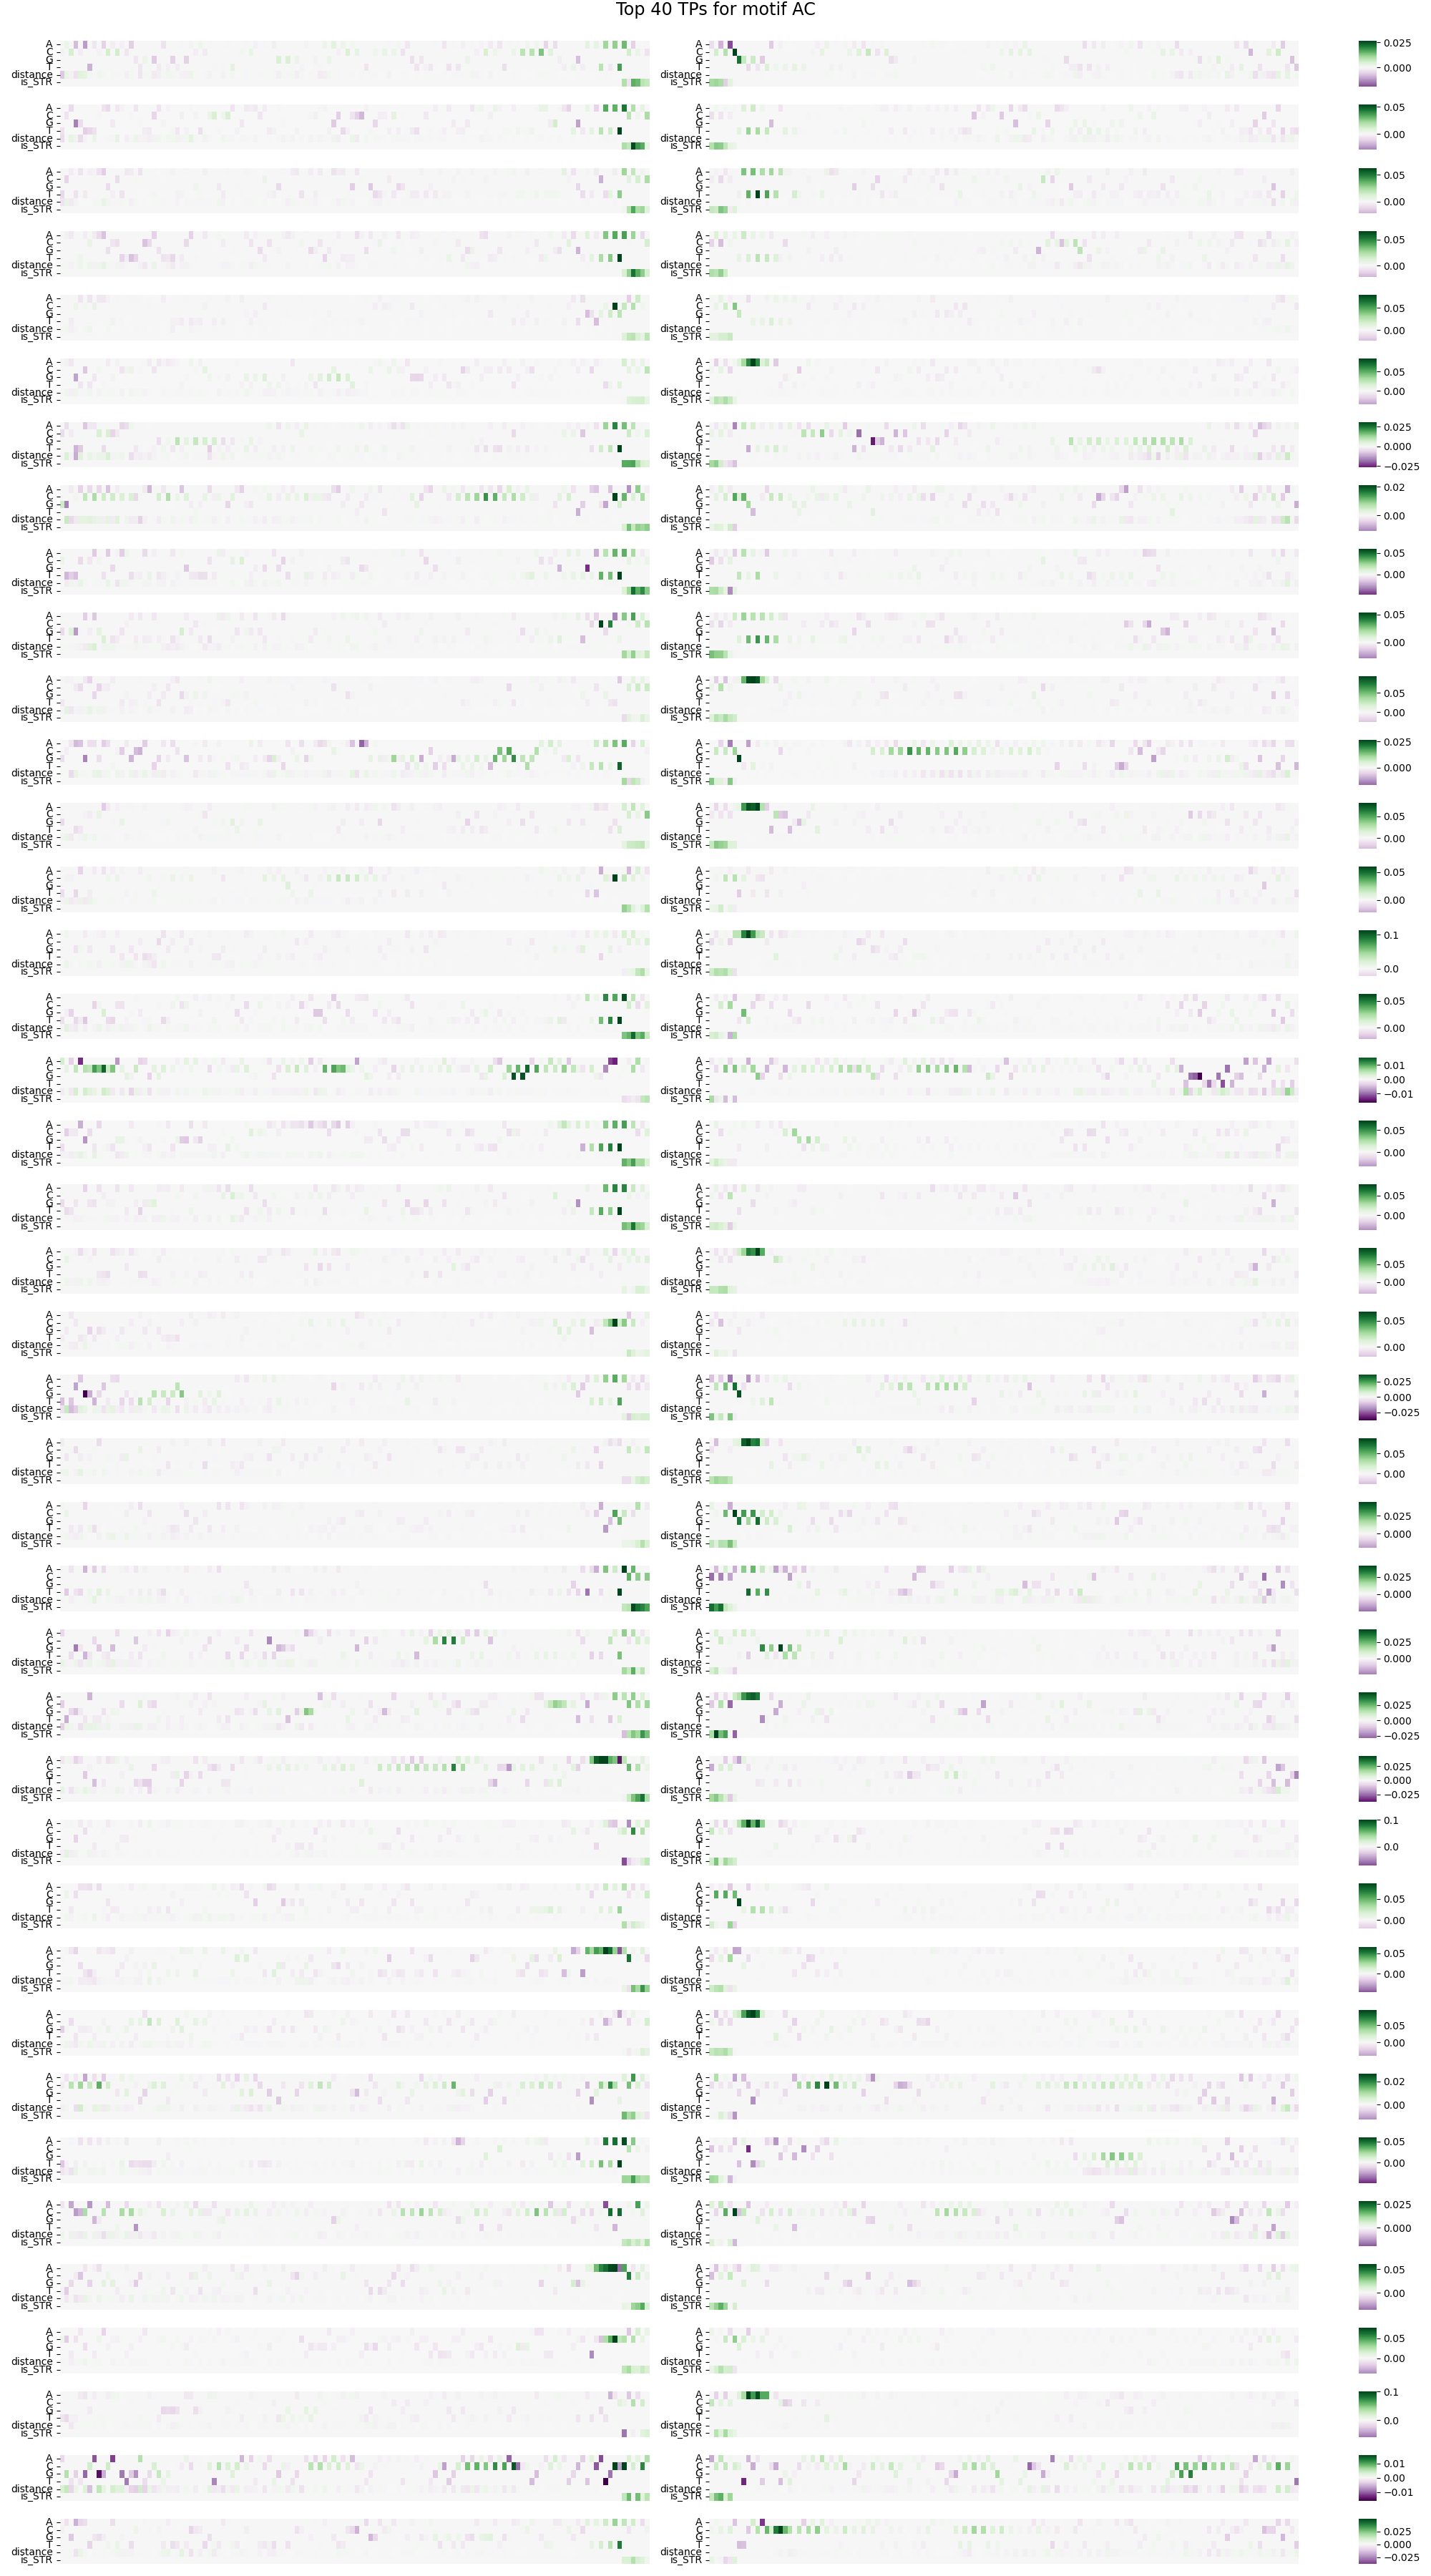 Top 40 TPs for motif AC
A A 0.025
C C
G G
T T 0.000
distance distance
is_STR is_STR
A A 0.05
C C
G G
T T 0.00
distance distance
is_STR is_STR
A A 0.05
C C
G G
T T 0.00
distance distance
is_STR is_STR
A A 0.05
C C
G G
T T 0.00
distance distance
is_STR is_STR
A A 0.05
C C
G G
T T 0.00
distance distance
is_STR is_STR
A A 0.05
C C
G G
T T 0.00
distance distance
is_STR is_STR
A A 0.025
C C
G G
T T 0.000
distance distance
is_STR is_STR −0.025
A A 0.02
C C
G G
T T 0.00
distance distance
is_STR is_STR
A A 0.05
C C
G G
T T 0.00
distance distance
is_STR is_STR
A A 0.05
C C
G G
T T 0.00
distance distance
is_STR is_STR
A A 0.05
C C
G G
T T 0.00
distance distance
is_STR is_STR
A A 0.025
C C
G G
T T 0.000
distance distance
is_STR is_STR
A A 0.05
C C
G G
T T 0.00
distance distance
is_STR is_STR
A A 0.05
C C
G G
T T 0.00
distance distance
is_STR is_STR
A A 0.1
C C
G G
T T 0.0
distance distance
is_STR is_STR
A A 0.05
C C
G G
T T 0.00
distance distance
is_STR is_STR
A A 0.01
C C
G G
T T 0.00
distance distance
is_STR is_STR −0.01
A A 0.05
C C
G G
T T 0.00
distance distance
is_STR is_STR
A A 0.05
C C
G G
T T 0.00
distance distance
is_STR is_STR
A A 0.05
C C
G G
T T 0.00
distance distance
is_STR is_STR
A A 0.05
C C
G G
T T 0.00
distance distance
is_STR is_STR
A A 0.025
C C
G G
T T 0.000
distance distance
is_STR is_STR −0.025
A A 0.05
C C
G G
T T 0.00
distance distance
is_STR is_STR
A A 0.025
C C
G G
T T 0.000
distance distance
is_STR is_STR
A A 0.025
C C
G G
T T 0.000
distance distance
is_STR is_STR
A A 0.025
C C
G G
T T 0.000
distance distance
is_STR is_STR
A A 0.025
C C
G G
T T 0.000
distance distance
is_STR is_STR −0.025
A A 0.025
C C
G G
T T 0.000
distance distance
is_STR is_STR −0.025
A A 0.1
C C
G G
T T 0.0
distance distance
is_STR is_STR
A A 0.05
C C
G G
T T 0.00
distance distance
is_STR is_STR
A A 0.05
C C
G G
T T 0.00
distance distance
is_STR is_STR
A A 0.05
C C
G G
T T 0.00
distance distance
is_STR is_STR
A A 0.02
C C
G G
T T 0.00
distance distance
is_STR is_STR
A A 0.05
C C
G G
T T 0.00
distance distance
is_STR is_STR
A A 0.025
C C
G G
T T 0.000
distance distance
is_STR is_STR
A A 0.05
C C
G G
T T 0.00
distance distance
is_STR is_STR
A A 0.05
C C
G G
T T 0.00
distance distance
is_STR is_STR
A A 0.1
C C
G G
T T 0.0
distance distance
is_STR is_STR
A A 0.01
C C
G G
T T 0.00
distance distance
is_STR is_STR −0.01
A A 0.025
C C
G G
T T 0.000
distance distance
is_STR is_STR −0.025